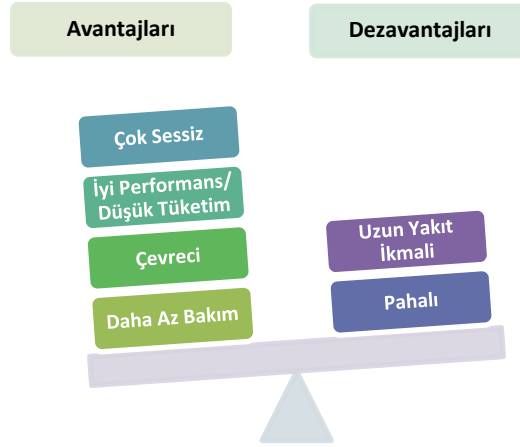 Avantajları
Dezavantajları
Çok Sessiz
İyi Performans/
Düşük Tüketim
Çevreci
Daha Az Bakım
Uzun Yakıt
İkmali
Pahalı